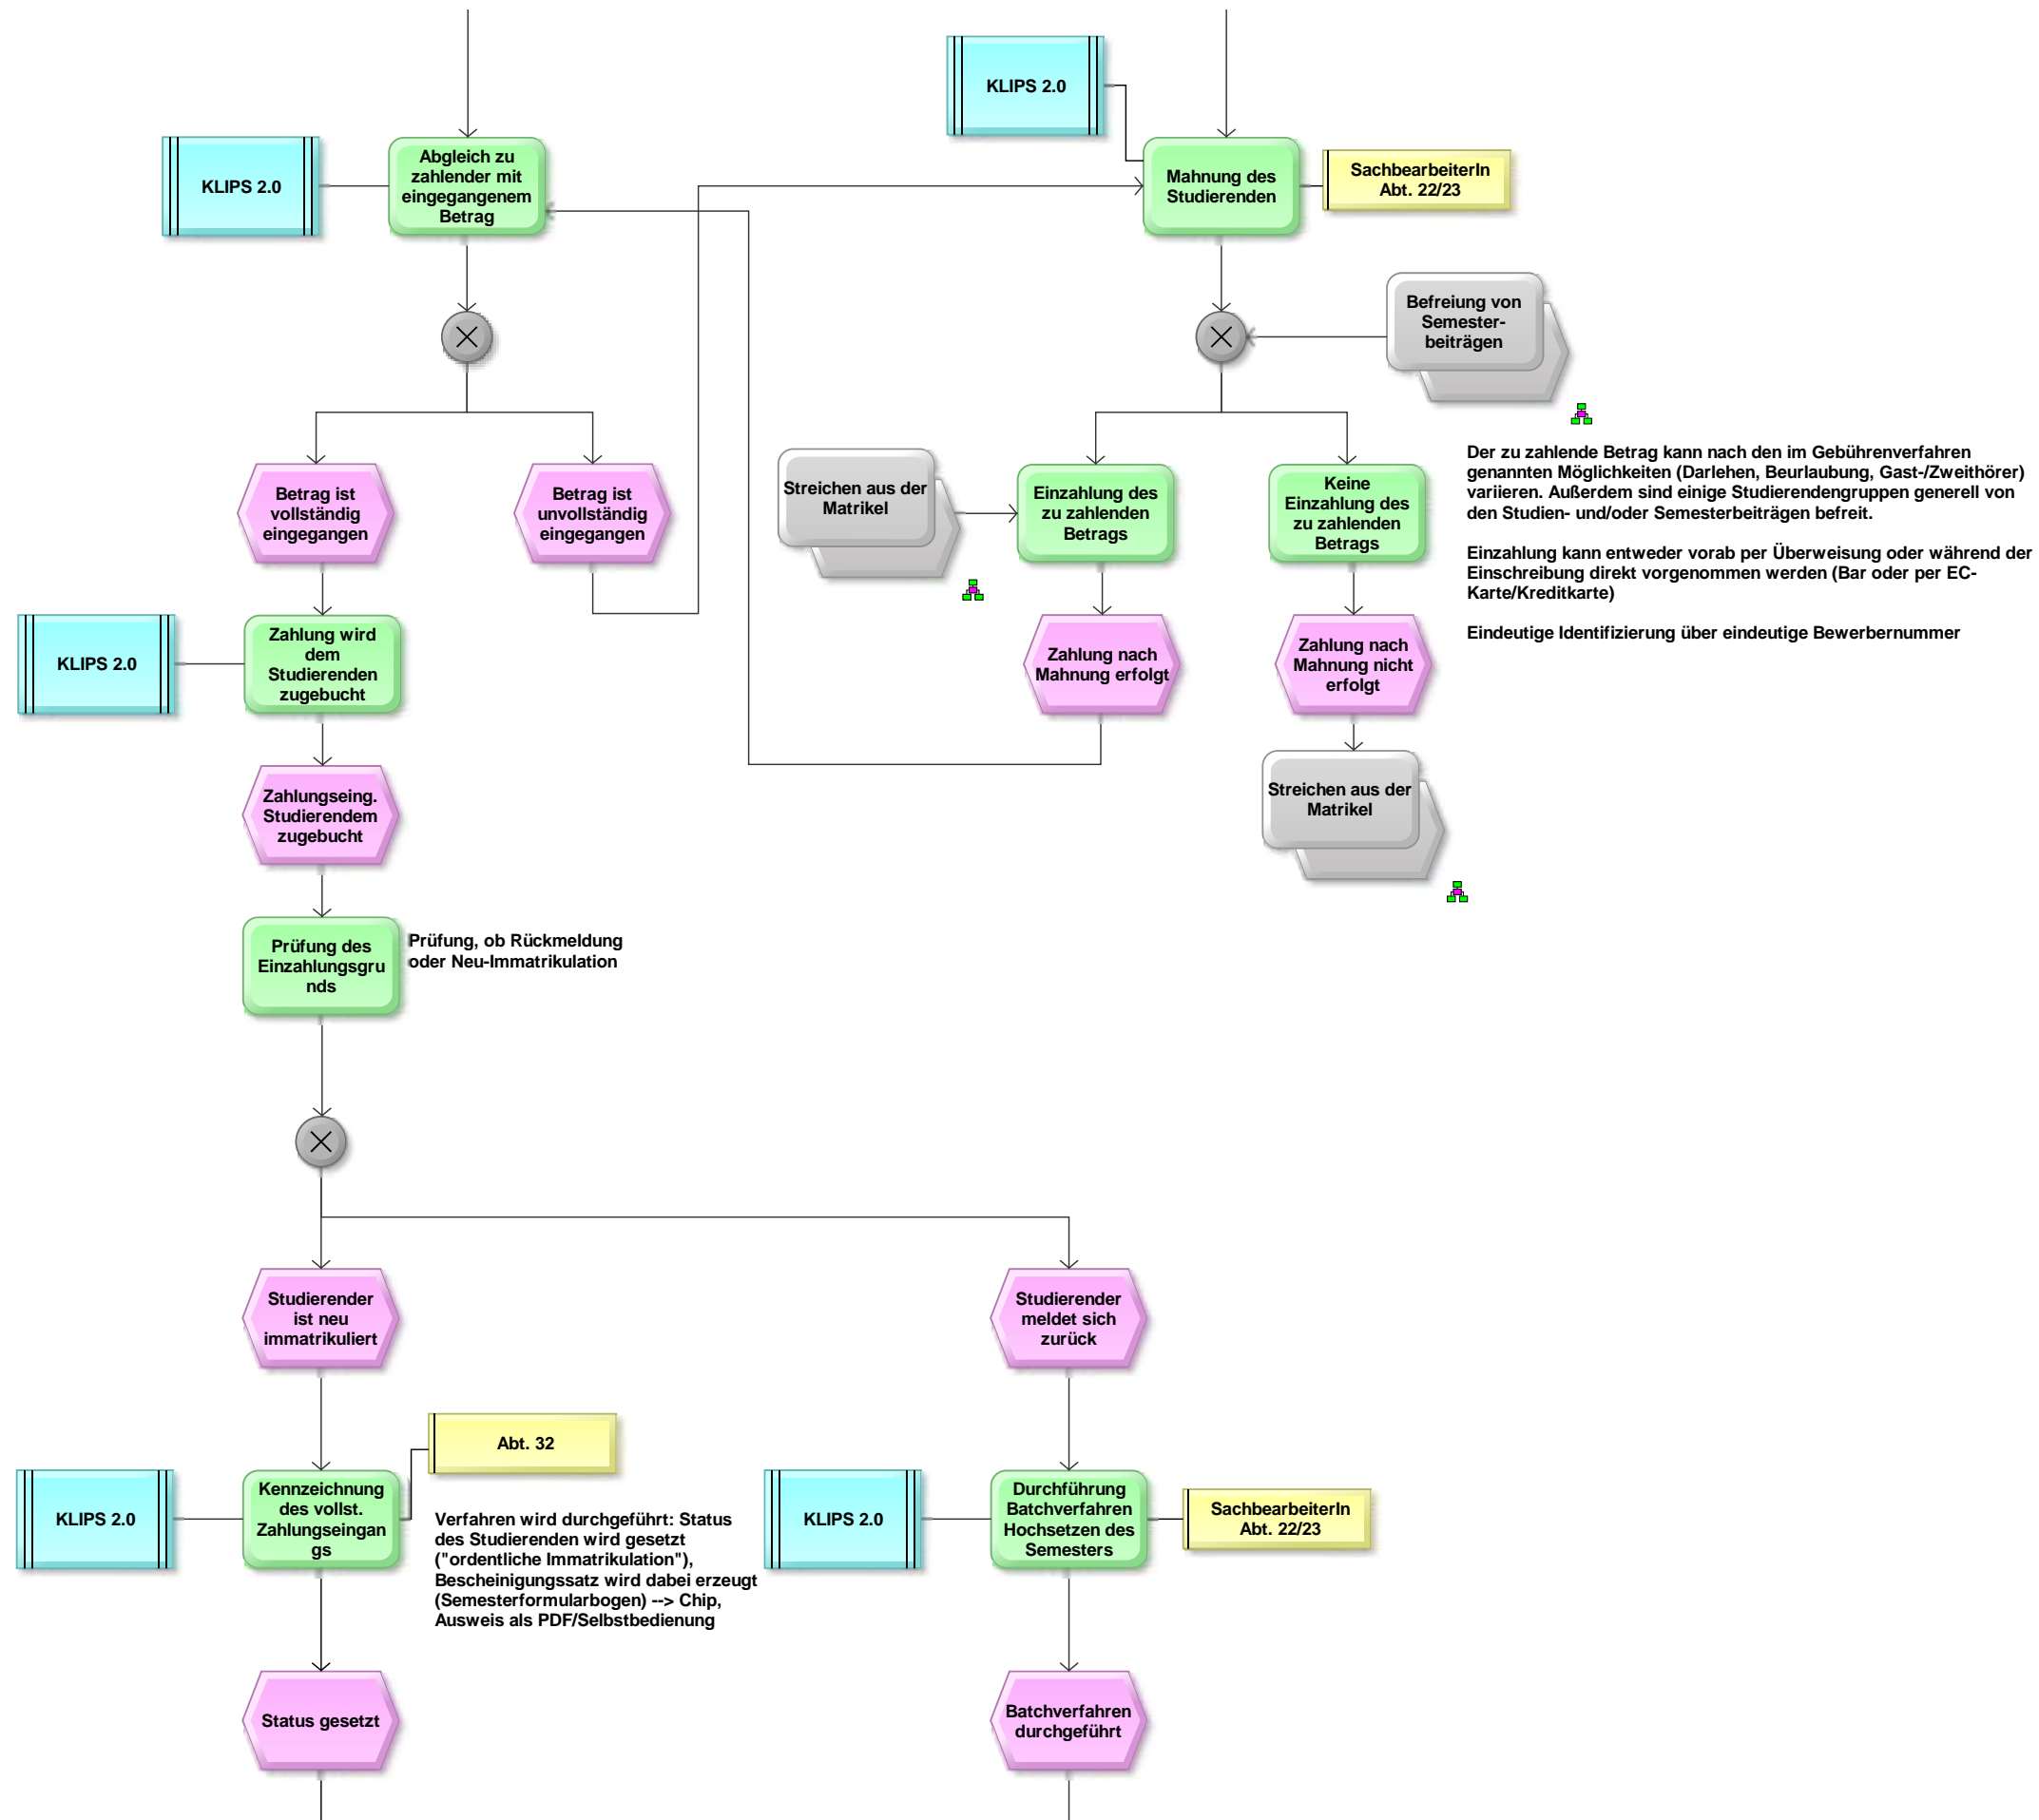 KLIPS 2.0
KLIPS 2.0
Abgleich zu
zahlender mit
eingegangenem
Betrag
Mahnung des
Studierenden
SachbearbeiterIn
Abt. 22/23
Befreiung von
Semester-
beiträgen
Betrag ist
vollständig
eingegangen
Betrag ist
unvollständig
eingegangen
Streichen aus der
Matrikel
Einzahlung des
zu zahlenden
Betrags
Keine
Einzahlung des
zu zahlenden
Betrags
Der zu zahlende Betrag kann nach den im Gebührenverfahren
genannten Möglichkeiten (Darlehen, Beurlaubung, Gast-/Zweithörer)
variieren. Außerdem sind einige Studierendengruppen generell von
den Studien- und/oder Semesterbeiträgen befreit.
Einzahlung kann entweder vorab per Überweisung oder während der
Einschreibung direkt vorgenommen werden (Bar oder per EC-
Karte/Kreditkarte)
Eindeutige Identifizierung über eindeutige Bewerbernummer
KLIPS 2.0
Zahlung wird
dem
Studierenden
zugebucht
Zahlung nach
Mahnung erfolgt
Zahlung nach
Mahnung nicht
erfolgt
Zahlungseing.
Studierendem
zugebucht
Streichen aus der
Matrikel
Prüfung des
Einzahlungsgru
nds
Prüfung, ob Rückmeldung
oder Neu-Immatrikulation
Studierender
ist neu
immatrikuliert
Studierender
meldet sich
zurück
Abt. 32
KLIPS 2.0
Kennzeichnung
des vollst.
Zahlungseingan
gs
Verfahren wird durchgeführt: Status
des Studierenden wird gesetzt
("ordentliche Immatrikulation"),
Bescheinigungssatz wird dabei erzeugt
(Semesterformularbogen) --> Chip,
Ausweis als PDF/Selbstbedienung
KLIPS 2.0
Durchführung
Batchverfahren
Hochsetzen des
Semesters
SachbearbeiterIn
Abt. 22/23
Status gesetzt
Batchverfahren
durchgeführt